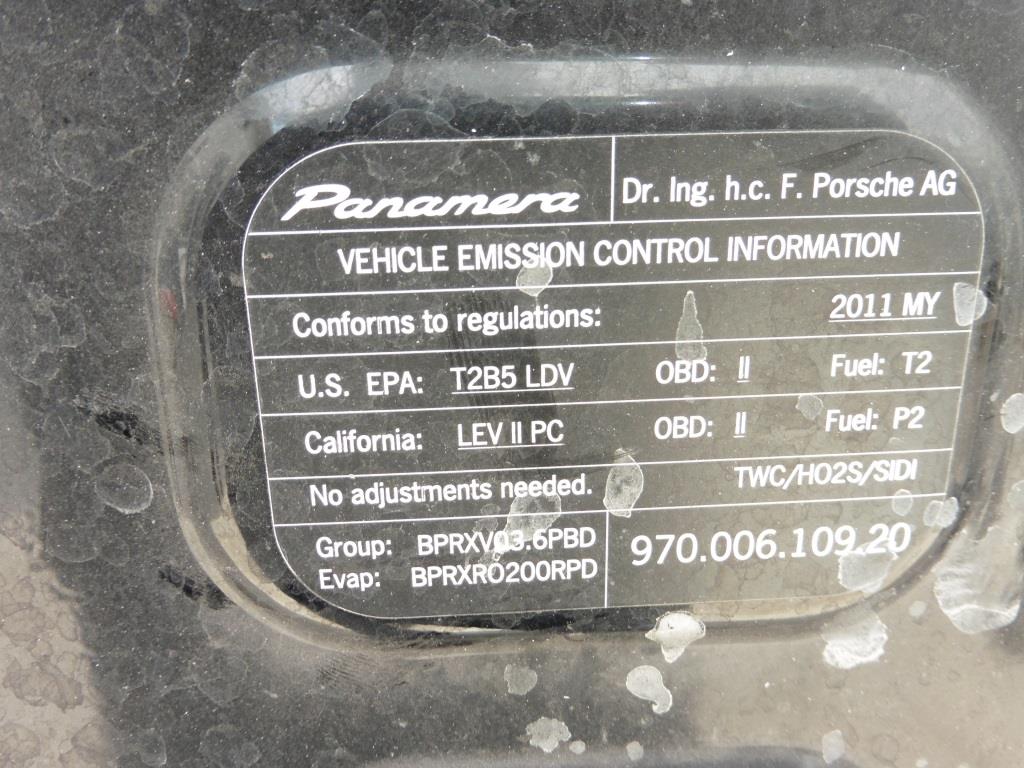 Panamera Dr. Ing. h.c. F. Porsche AG
VEHICLE EMISSION CONTROL INFORMATION
Conforms to regulations: 2011 MY
U.S. EPA: T2B5 LDV OBD: II Fuel: T2
California: LEV II PC OBD: II Fuel: P2
No adjustments needed. TWC/HO2S/SIDI
Group: BPRXV03.6PBD
Evap: BPRXR0200RPD
970.006.109.20